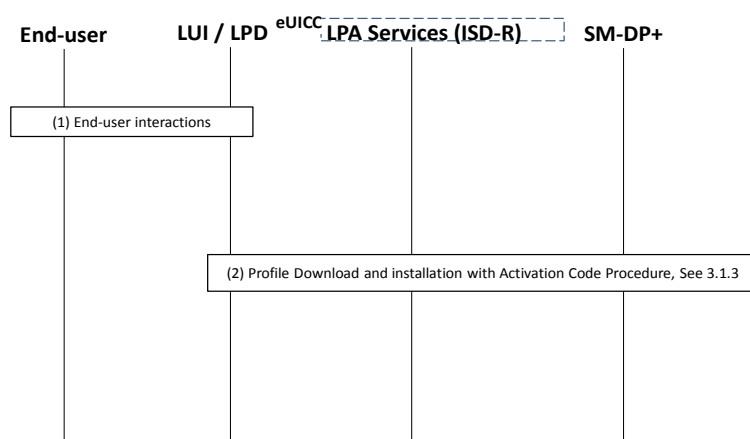 End-user LUI / LPD eUICC LPA Services (ISD-R) SM-DP+
(1) End-user interactions
(2) Profile Download and installation with Activation Code Procedure, See 3.1.3